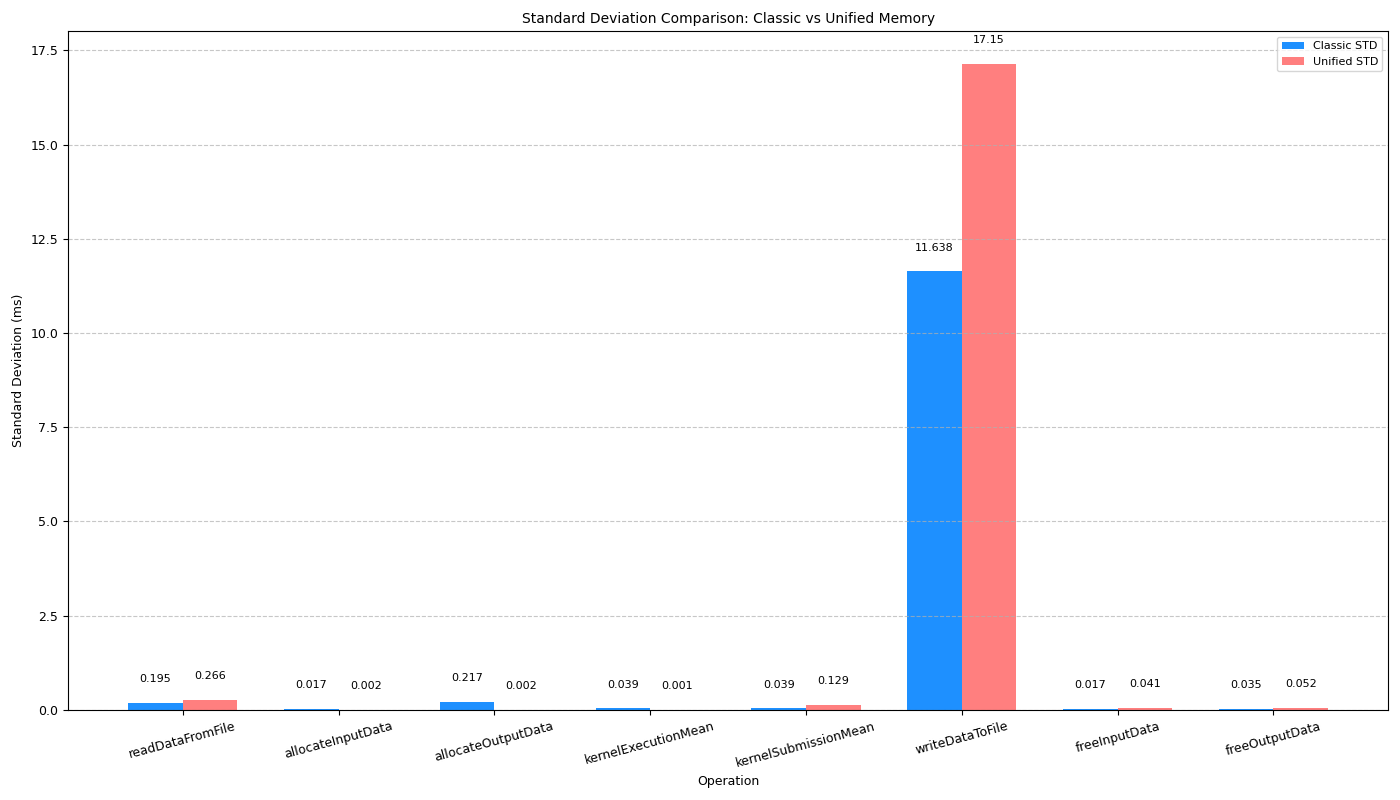 Standard Deviation Comparison: Classic vs Unified Memory
Classic STD
Unified STD
Standard Deviation (ms)
17.5
15.0
12.5
10.0
7.5
5.0
2.5
0.0
0.195
0.266
0.017
0.002
0.217
0.002
0.039
0.001
0.039
0.129
11.638
17.15
0.017
0.041
0.035
0.052
readDataFromFile
allocateInputData
allocateOutputData
kernelExecutionMean
kernelSubmissionMean
writeDataToFile
freeInputData
freeOutputData
Operation